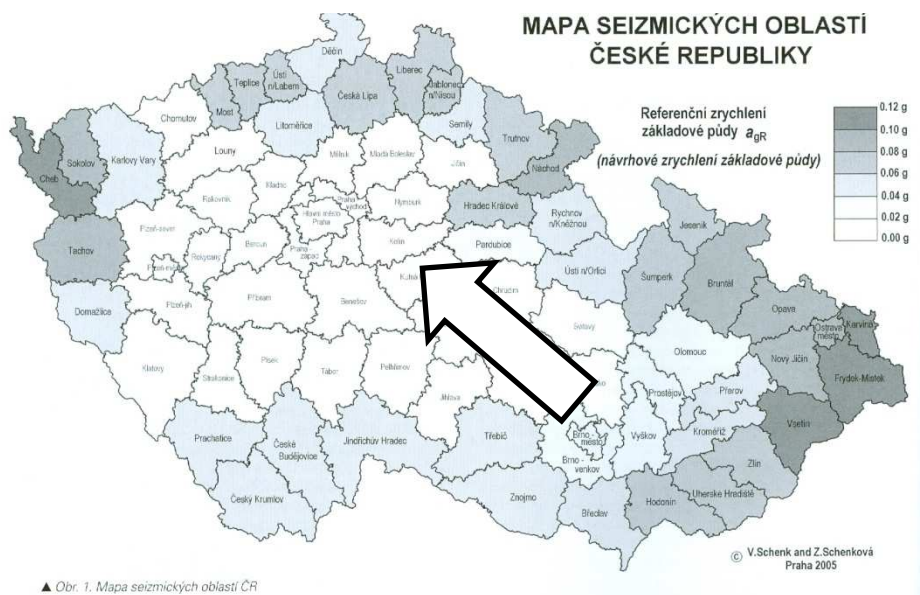 MAPA SEIZMICKÝCH OBLASTÍ
ČESKÉ REPUBLIKY
Referenční zrychlení
základové půdy agR
(návrhové zrychlení základové půdy)
0.12 g
0.10 g
0.08 g
0.06 g
0.04 g
0.02 g
0.00 g
Děčín
Ústí
n/Labem
Teplice
Most
Liberec
Jablonec
n/Nisou
Česká Lípa
Chomutov
Litoměřice
Semily
Trutnov
Náchod
Cheb
Sokolov
Karlovy Vary
Louny
Mělník
Mladá Boleslav
Jičín
Rakovník
Kladno
Praha
východ
Hlavní město
Praha
Nymburk
Hradec Králové
Rychnov
n/Kněžnou
Jeseník
Tachov
Plzeň-sever
Rokycany
Beroun
Praha
západ
Kolín
Pardubice
Ústí n/Orlicí
Šumperk
Bruntál
Domažlice
Plzeň-jih
Příbram
Benešov
Chrudim
Svitavy
Opava
Ostrava
město
Karviná
Olomouc
Nový Jičín
Frýdek-Místek
Klatovy
Strakonice
Písek
Tábor
Pelhřimov
Jihlava
Prostějov
Přerov
Vsetín
Prachatice
České
Budějovice
Jindřichův Hradec
Třebíč
Brno -
město
Brno -
venkov
Vyškov
Kroměříž
Zlín
Český Krumlov
Znojmo
Břeclav
Hodonín
Uherské Hradiště
© V.Schenk and Z.Schenková
Praha 2005
▲ Obr. 1. Mapa seizmických oblastí ČR